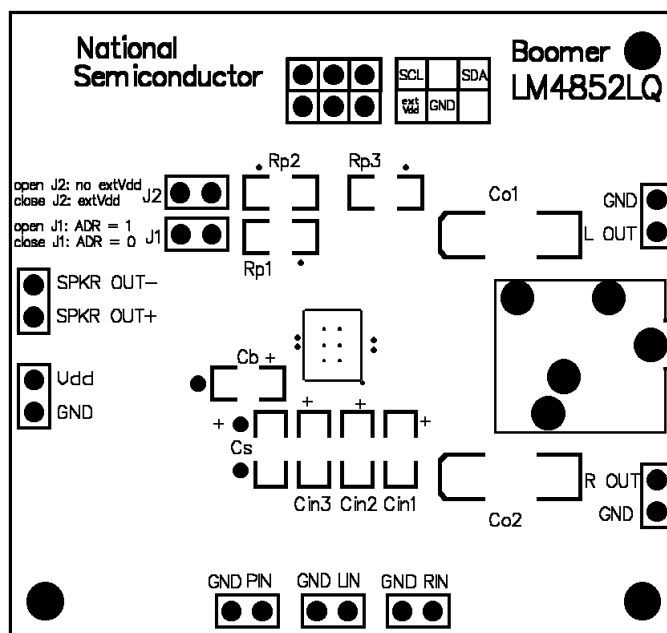 National
Semiconductor
Boomer
LM4852LQ
SCL SDA
ext
Vdd GND
Rp2
Rp3
open J2: no extVdd
close J2: extVdd
J2
Co1
GND
L OUT
open J1: ADR = 1
close J1: ADR = 0
J1
Rp1
SPKR OUT-
SPKR OUT+
Cb +
Vdd
GND
+ + + +
Cs
Cin3 Cin2 Cin1
Co2
R OUT
GND
GND PIN GND LIN GND RIN